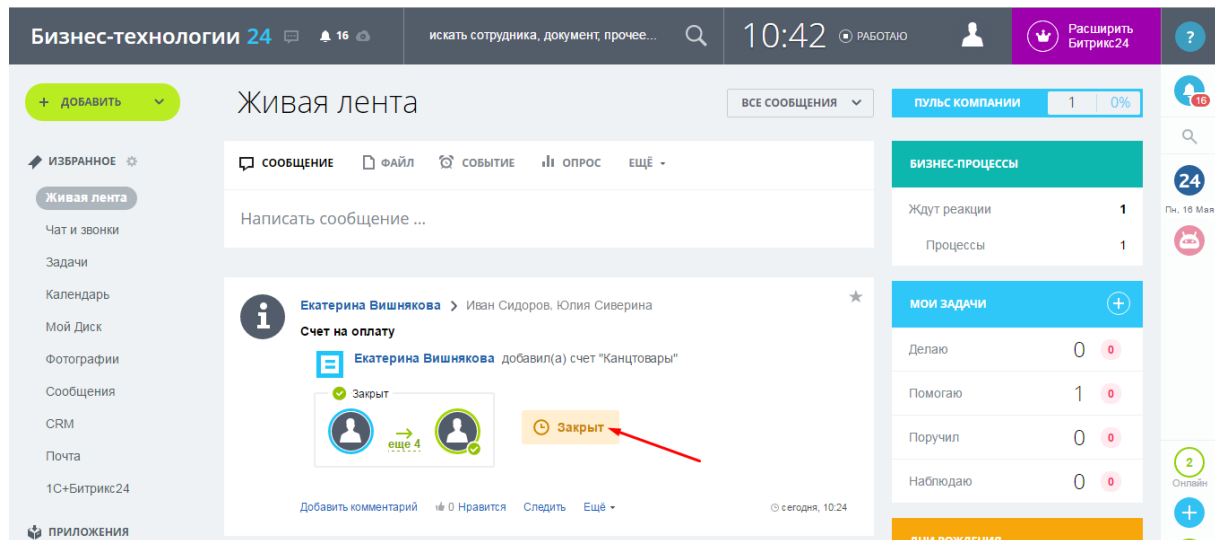 Бизнес-технологии 24 16
искать сотрудника, документ, прочее...
10:42 РАБОТАЮ
Расширить
Битрикс24
?
+ ДОБАВИТЬ
Живая лента
ВСЕ СООБЩЕНИЯ
ПУЛЬС КОМПАНИИ 1 0%
16
ИЗБРАННОЕ
Живая лента
Чат и звонки
Задачи
Календарь
Мой Диск
Фотографии
Сообщения
CRM
Почта
1С+Битрикс24
ПРИЛОЖЕНИЯ
СООБЩЕНИЕ ФАЙЛ СОБЫТИЕ ОПРОС ЕЩЁ
Написать сообщение ...
Екатерина Вишнякова > Иван Сидоров, Юлия Сиверина
Счет на оплату
Екатерина Вишнякова добавил(а) счет "Канцтовары"
Закрыт
еще 4
Закрыт
Добавить комментарий 0 Нравится Следить Ещё сегодня, 10:24
БИЗНЕС-ПРОЦЕССЫ
Ждут реакции 1
Процессы 1
МОИ ЗАДАЧИ
Делаю 0 0
Помогаю 1 0
Поручил 0 0
Наблюдаю 0 0
ДНИ РОЖДЕНИЯ
24
Пн, 16 Мая
2
Онлайн